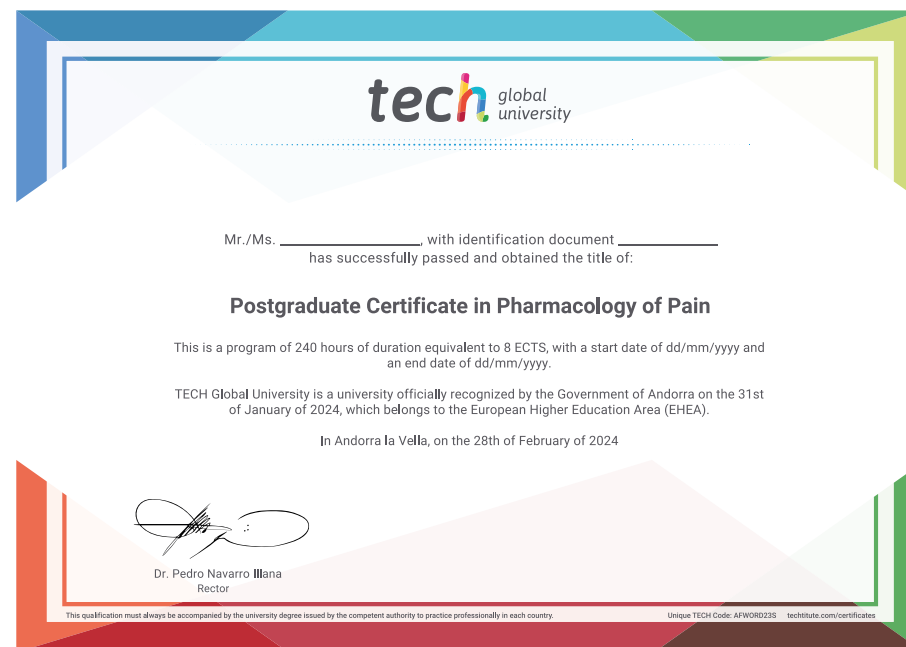 tech global
university
Mr./Ms. ____________, with identification document ____________
has successfully passed and obtained the title of:
Postgraduate Certificate in Pharmacology of Pain
This is a program of 240 hours of duration equivalent to 8 ECTS, with a start date of dd/mm/yyyy and
an end date of dd/mm/yyyy.
TECH Global University is a university officially recognized by the Government of Andorra on the 31st
of January of 2024, which belongs to the European Higher Education Area (EHEA).
In Andorra la Vella, on the 28th of February of 2024
Dr. Pedro Navarro Illana
Rector
This qualification must always be accompanied by the university degree issued by the competent authority to practice professionally in each country. Unique TECH Code: AFWORD23S techtitute.com/certificates